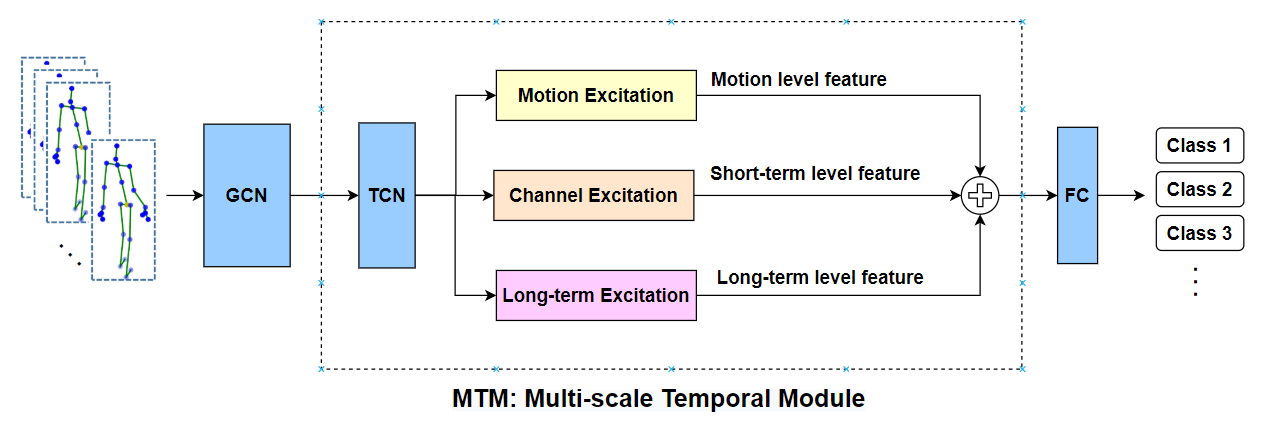 GCN
TCN
Motion Excitation
Motion level feature
Channel Excitation
Short-term level feature
Long-term Excitation
Long-term level feature
FC
Class 1
Class 2
Class 3
MTM: Multi-scale Temporal Module